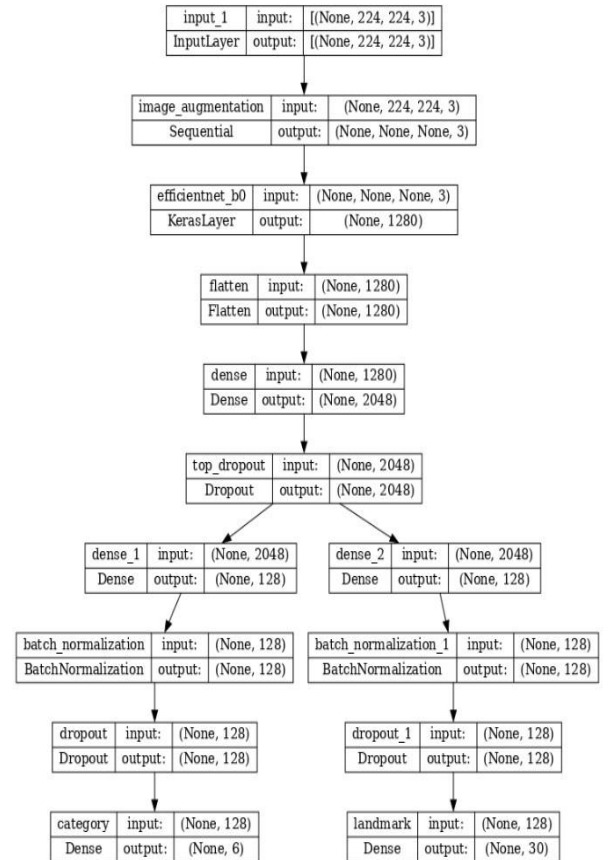 input_1 input: [(None, 224, 224, 3)]
InputLayer output: [(None, 224, 224, 3)]
image_augmentation input: (None, 224, 224, 3)
Sequential output: (None, None, None, 3)
efficientnet_b0 input: (None, None, None, 3)
KerasLayer output: (None, 1280)
flatten input: (None, 1280)
Flatten output: (None, 1280)
dense input: (None, 1280)
Dense output: (None, 2048)
top_dropout input: (None, 2048)
Dropout output: (None, 2048)
dense_1 input: (None, 2048)
Dense output: (None, 128)
dense_2 input: (None, 2048)
Dense output: (None, 128)
batch_normalization input: (None, 128)
BatchNormalization output: (None, 128)
batch_normalization_1 input: (None, 128)
BatchNormalization output: (None, 128)
dropout input: (None, 128)
Dropout output: (None, 128)
dropout_1 input: (None, 128)
Dropout output: (None, 128)
category input: (None, 128)
Dense output: (None, 6)
landmark input: (None, 128)
Dense output: (None, 30)